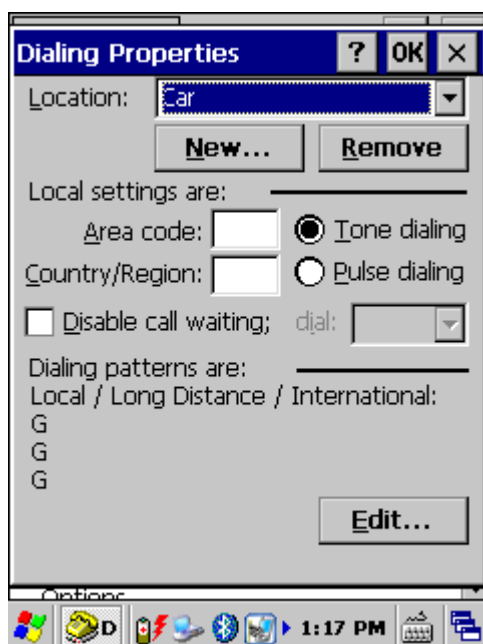 Dialing Properties ? OK ×
Location: Car
New... Remove
Local settings are:
Area code: Tone dialing
Country/Region: Pulse dialing
Disable call waiting; dial:
Dialing patterns are:
Local / Long Distance / International:
G
G
G
Edit...
Options
D 1:17 PM